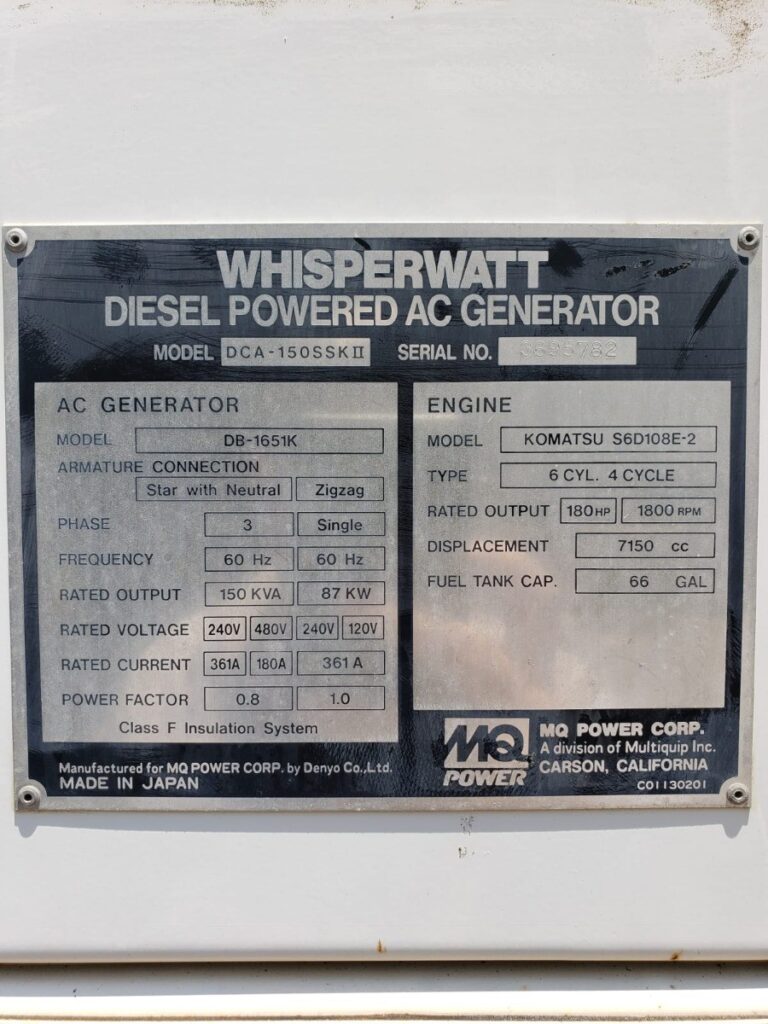 WHISPERWATT
DIESEL POWERED AC GENERATOR
MODEL DCA-150SSKII SERIAL NO.
AC GENERATOR
MODEL DB-1651K
ARMATURE CONNECTION
Star with Neutral Zigzag
PHASE 3 Single
FREQUENCY 60 Hz 60 Hz
RATED OUTPUT 150 KVA 87 KW
RATED VOLTAGE 240V 480V 240V 120V
RATED CURRENT 361A 180A 361 A
POWER FACTOR 0.8 1.0
Class F Insulation System
ENGINE
MODEL KOMATSU S6D108E-2
TYPE 6 CYL. 4 CYCLE
RATED OUTPUT 180 HP 1800 RPM
DISPLACEMENT 7150 cc
FUEL TANK CAP. 66 GAL
Manufactured for MQ POWER CORP. by Denyo Co.,Ltd.
MADE IN JAPAN
MQ
POWER
MQ POWER CORP.
A division of Multiquip Inc.
CARSON, CALIFORNIA
C01130201